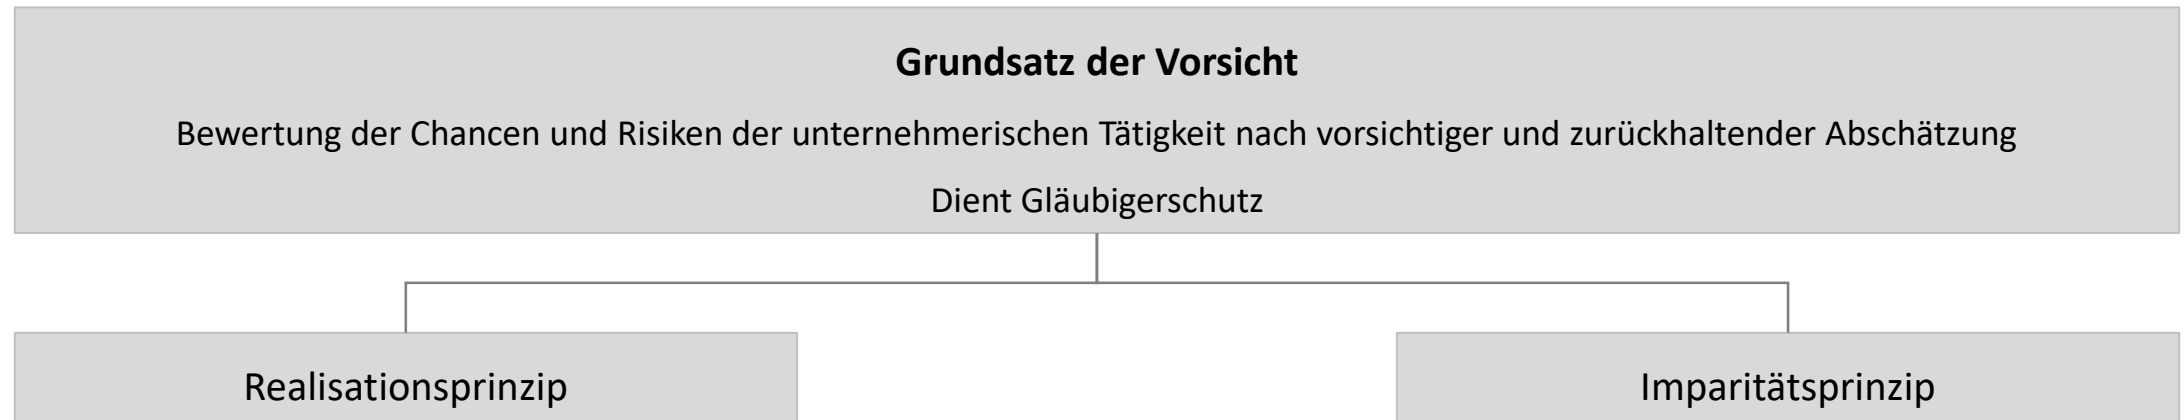 Grundsatz der Vorsicht
Bewertung der Chancen und Risiken der unternehmerischen Tätigkeit nach vorsichtiger und zurückhaltender Abschätzung
Dient Gläubigerschutz
Realisationsprinzip
Imparitätsprinzip